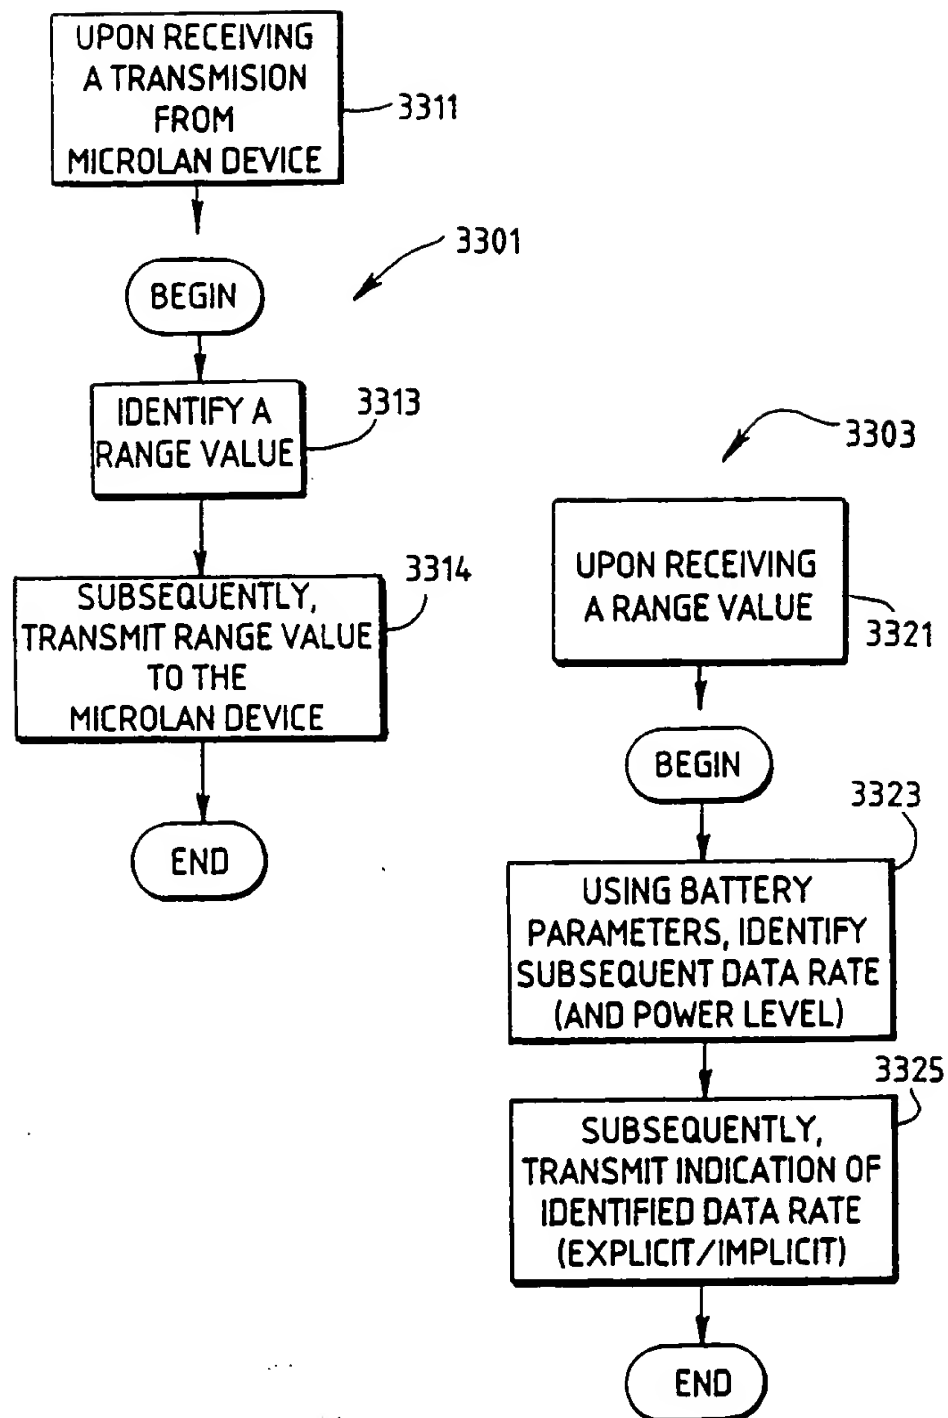 UPON RECEIVING
A TRANSMISION
FROM
MICROLAN DEVICE
3311
3301
BEGIN
IDENTIFY A
RANGE VALUE
3313
SUBSEQUENTLY,
TRANSMIT RANGE VALUE
TO THE
MICROLAN DEVICE
3314
END
3303
UPON RECEIVING
A RANGE VALUE
3321
BEGIN
3323
USING BATTERY
PARAMETERS, IDENTIFY
SUBSEQUENT DATA RATE
(AND POWER LEVEL)
3325
SUBSEQUENTLY,
TRANSMIT INDICATION OF
IDENTIFIED DATA RATE
(EXPLICIT/IMPLICIT)
END